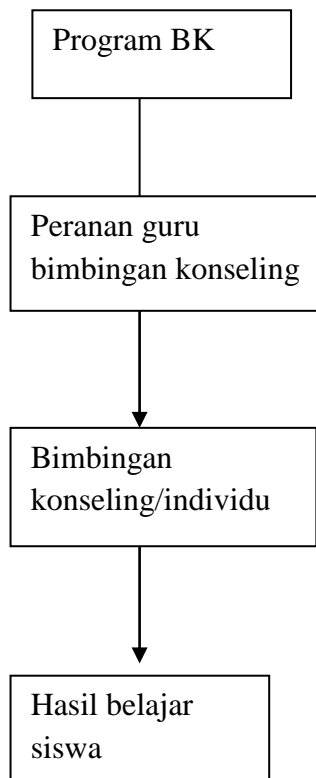 Program BK
Peranan guru
bimbingan konseling
Bimbingan
konseling/individu
Hasil belajar
siswa